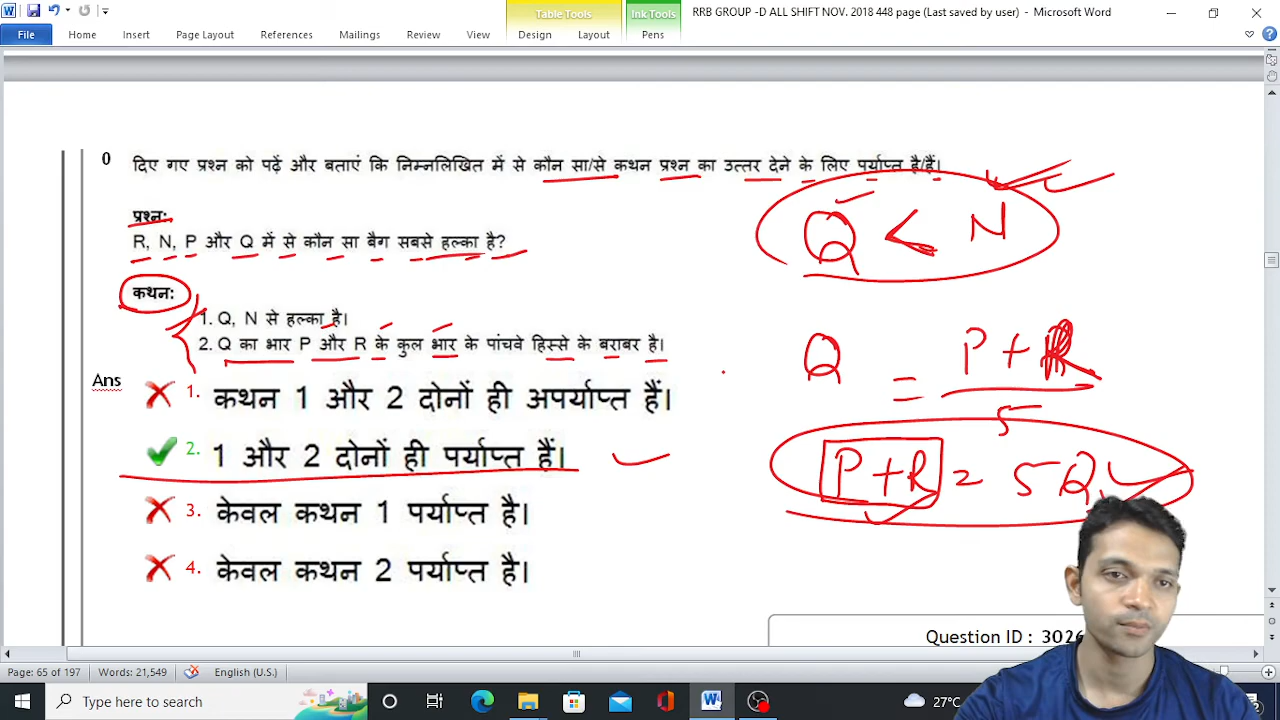 Table Tools
Ink Tools
RRB GROUP -D ALL SHIFT NOV. 2018 448 page (Last saved by user) - Microsoft Word
File Home Insert Page Layout References Mailings Review View Design Layout Pens
0 दिए गए प्रश्न को पढ़ें और बताएं कि निम्नलिखित में से कौन सा/से कथन प्रश्न का उत्तर देने के लिए पर्याप्त है/हैं।
प्रश्न:
R, N, P और Q में से कौन सा बैग सबसे हल्का है?
Q < N
कथन:
1. Q, N से हल्का है।
2. Q का भार P और R के कुल भार के पांचवे हिस्से के बराबर है।
Q = P + R
5
Ans
1. कथन 1 और 2 दोनों ही अपर्याप्त हैं।
2. 1 और 2 दोनों ही पर्याप्त हैं।
P + R = 5Q
3. केवल कथन 1 पर्याप्त है।
4. केवल कथन 2 पर्याप्त है।
Question ID : 3026
Page: 65 of 197 Words: 21,549 English (U.S.)
Type here to search
27°C